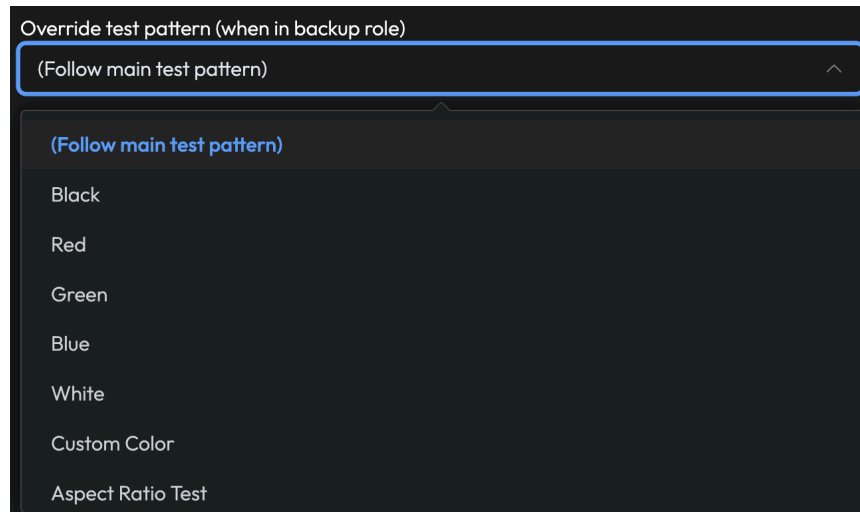 Override test pattern (when in backup role)
(Follow main test pattern)
(Follow main test pattern)
Black
Red
Green
Blue
White
Custom Color
Aspect Ratio Test